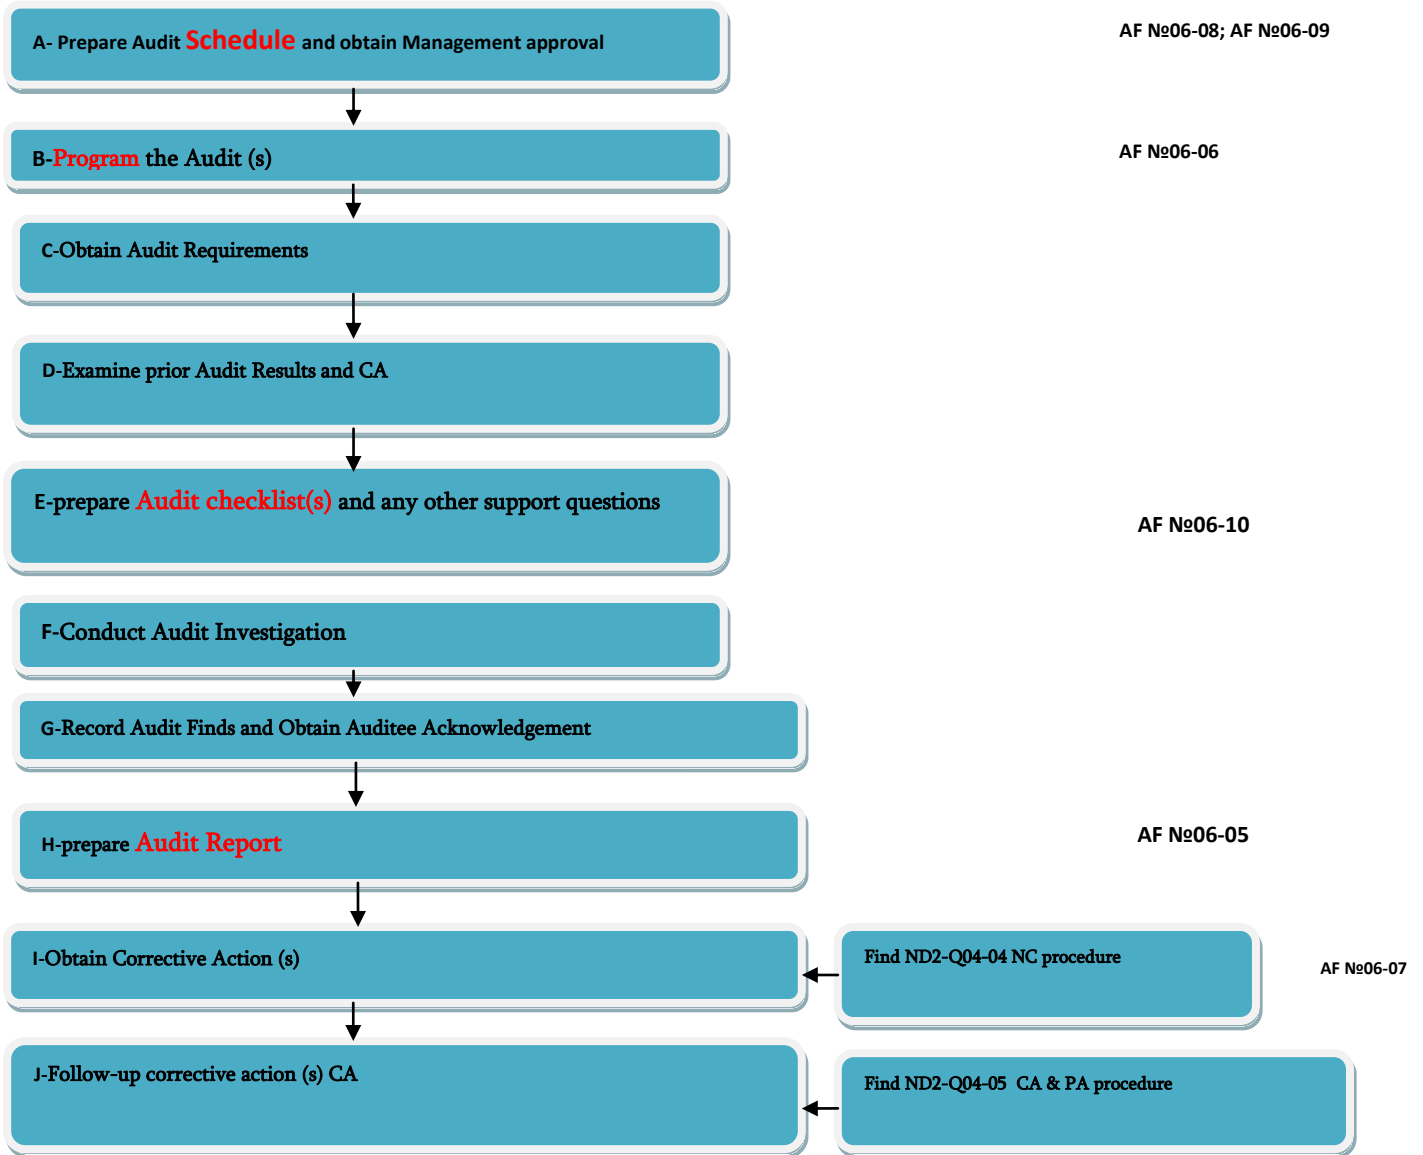 A- Prepare Audit Schedule and obtain Management approval
AF №06-08; AF №06-09
B-Program the Audit (s)
AF №06-06
C-Obtain Audit Requirements
D-Examine prior Audit Results and CA
E-prepare Audit checklist(s) and any other support questions
AF №06-10
F-Conduct Audit Investigation
G-Record Audit Finds and Obtain Auditee Acknowledgement
H-prepare Audit Report
AF №06-05
I-Obtain Corrective Action (s)
Find ND2-Q04-04 NC procedure
AF №06-07
J-Follow-up corrective action (s) CA
Find ND2-Q04-05 CA & PA procedure